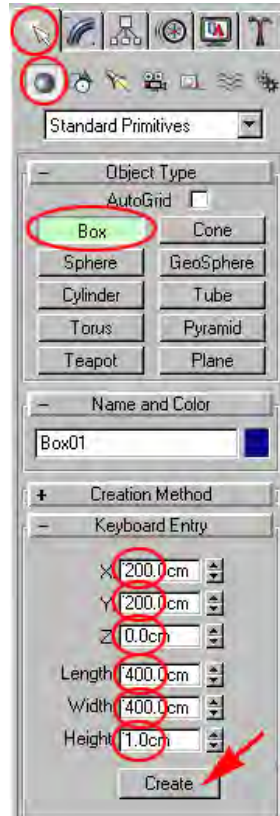 Standard Primitives
- Object Type
AutoGrid
Box Cone
Sphere GeoSphere
Cylinder Tube
Torus Pyramid
Teapot Plane
- Name and Color
Box01
+ Creation Method
- Keyboard Entry
X 200.0cm
Y 200.0cm
Z 0.0cm
Length 400.0cm
Width 400.0cm
Height 1.0cm
Create